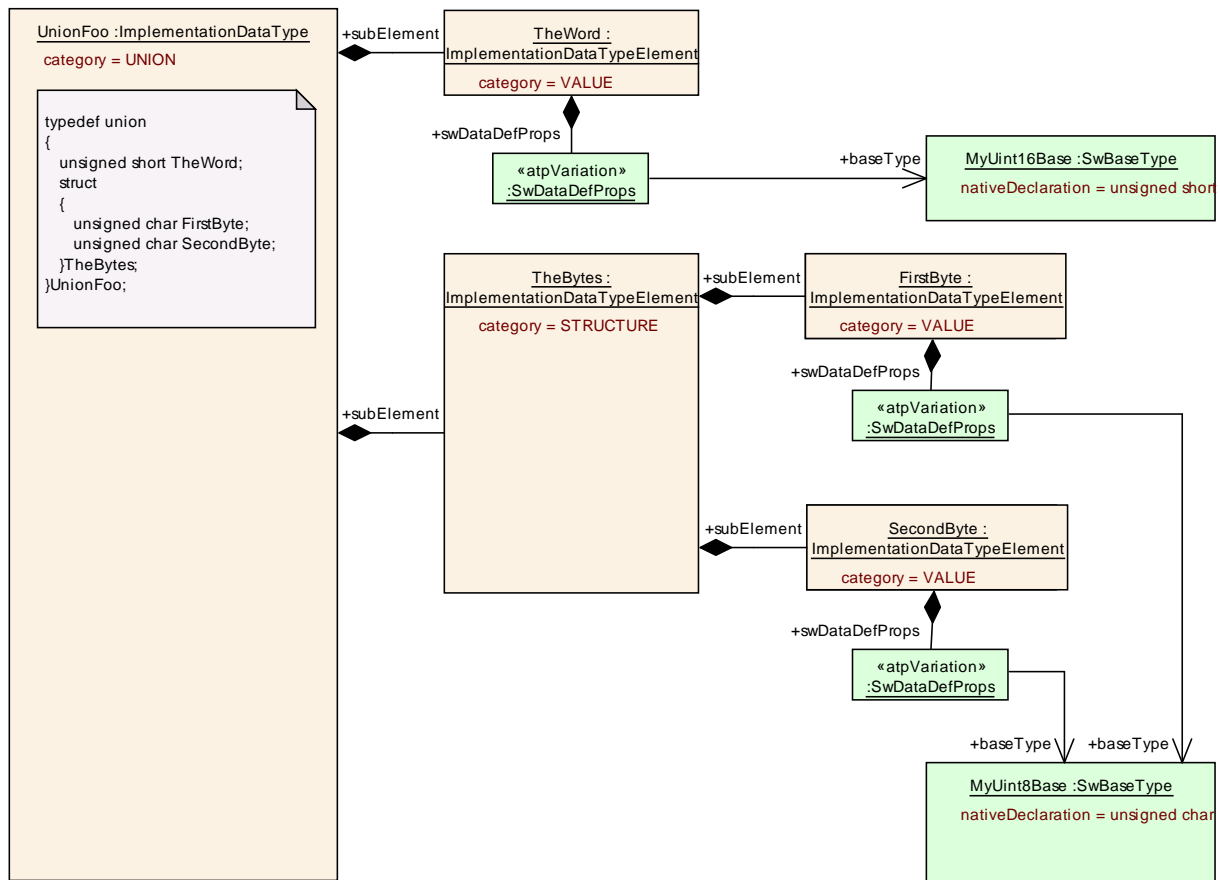 UnionFoo :ImplementationDataType
category = UNION
typedef union
{
unsigned short TheWord;
struct
{
unsigned char FirstByte;
unsigned char SecondByte;
}TheBytes;
}UnionFoo;
+subElement
TheWord :
ImplementationDataTypeElement
category = VALUE
+swDataDefProps
«atpVariation»
:SwDataDefProps
+baseType
MyUint16Base :SwBaseType
nativeDeclaration = unsigned short
+subElement
TheBytes :
ImplementationDataTypeElement
category = STRUCTURE
+subElement
FirstByte :
ImplementationDataTypeElement
category = VALUE
+swDataDefProps
«atpVariation»
:SwDataDefProps
+subElement
SecondByte :
ImplementationDataTypeElement
category = VALUE
+swDataDefProps
«atpVariation»
:SwDataDefProps
+baseType
+baseType
MyUint8Base :SwBaseType
nativeDeclaration = unsigned char